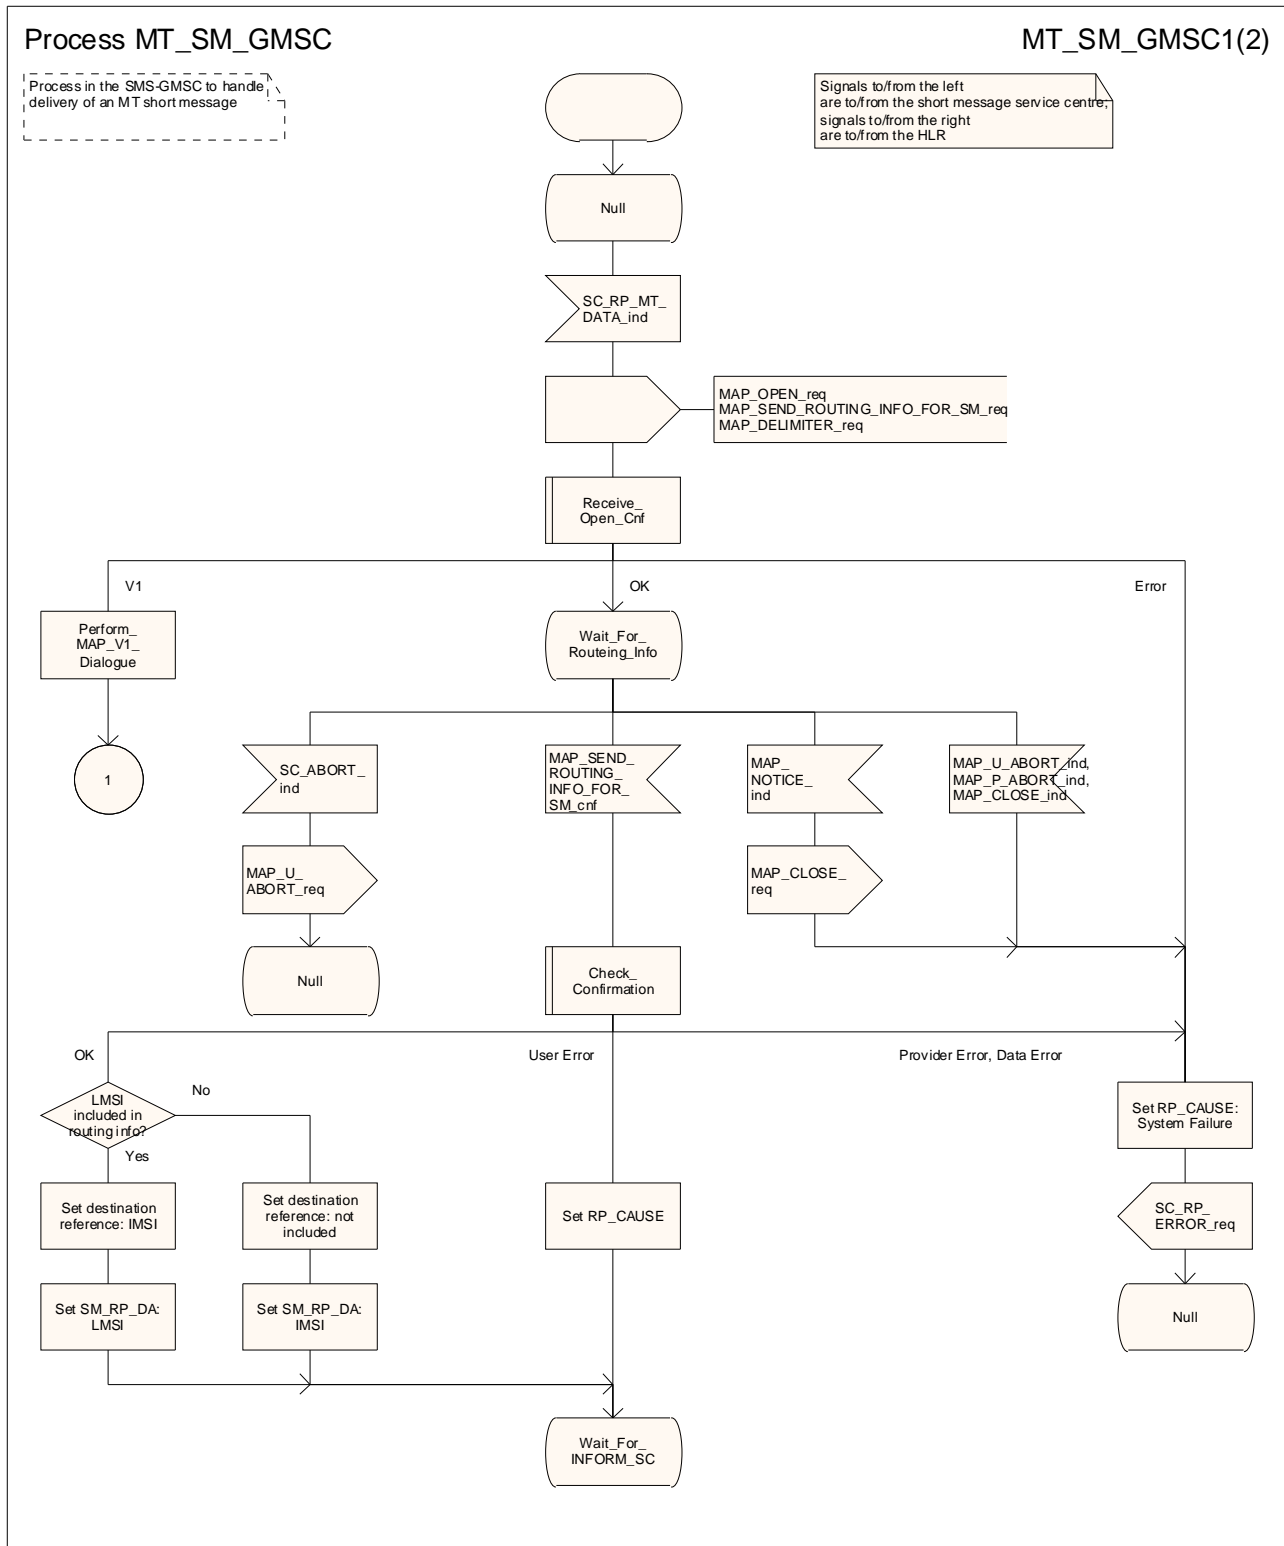 Process MT_SM_GMSC
MT_SM_GMSC1(2)
Process in the SMS-GMSC to handle
delivery of an MT short message
Signals to/from the left
are to/from the short message service centre;
signals to/from the right
are to/from the HLR
Null
SC_RP_MT_
DATA_ind
MAP_OPEN_req
MAP_SEND_ROUTING_INFO_FOR_SM_req
MAP_DELIMITER_req
Receive_
Open_Cnf
V1
OK
Error
Perform_
MAP_V1_
Dialogue
Wait_For_
Routeing_Info
1
SC_ABORT_
ind
MAP_SEND_
ROUTING_
INFO_FOR_
SM_cnf
MAP_
NOTICE_
ind
MAP_U_ABORT_ind,
MAP_P_ABORT_ind,
MAP_CLOSE_ind
MAP_U_
ABORT_req
MAP_CLOSE_
req
Null
Check_
Confirmation
OK
User Error
Provider Error, Data Error
LMSI
included in
routing info?
No
Yes
Set RP_CAUSE:
System Failure
Set destination
reference: IMSI
Set destination
reference: not
included
Set RP_CAUSE
SC_RP_
ERROR_req
Set SM_RP_DA:
LMSI
Set SM_RP_DA:
IMSI
Null
Wait_For_
INFORM_SC